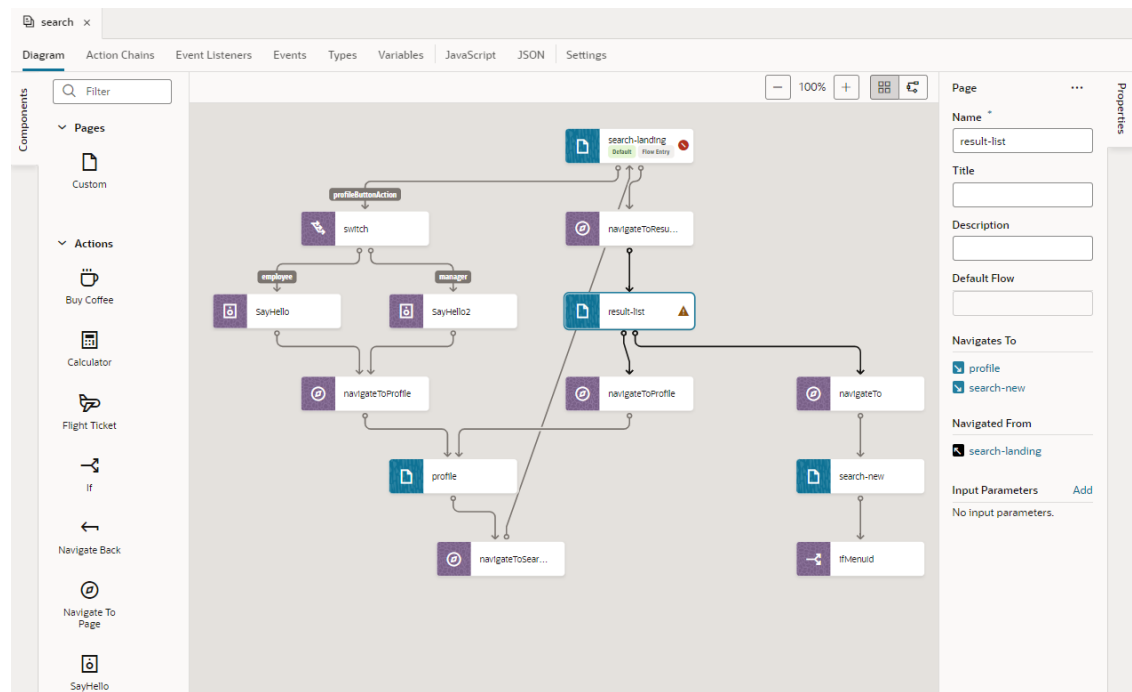 search ×
Diagram Action Chains Event Listeners Events Types Variables JavaScript JSON Settings
Components
Filter
Pages
Custom
Actions
Buy Coffee
Calculator
Flight Ticket
If
Navigate Back
Navigate To
Page
SayHello
100%
search-landing
Default Flow Entry
profileButtonAction
switch
navigateToResu...
employee
manager
SayHello
SayHello2
result-list
navigateToProfile
navigateToProfile
navigateTo
profile
search-new
navigateToSear...
ifMenuId
Page
Name *
result-list
Title
Description
Default Flow
Navigates To
profile
search-new
Navigated From
search-landing
Input Parameters Add
No input parameters.
Properties